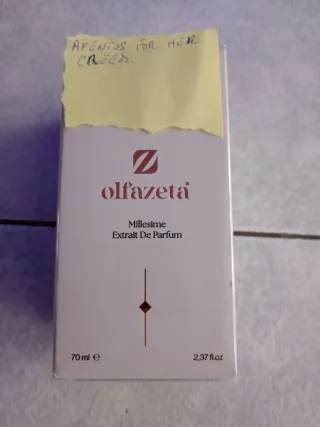 AVENTUS FOR HER
CREED.
olfazeta
Millesime
Extrait De Parfum
70 ml ℮
2,37 fl.oz